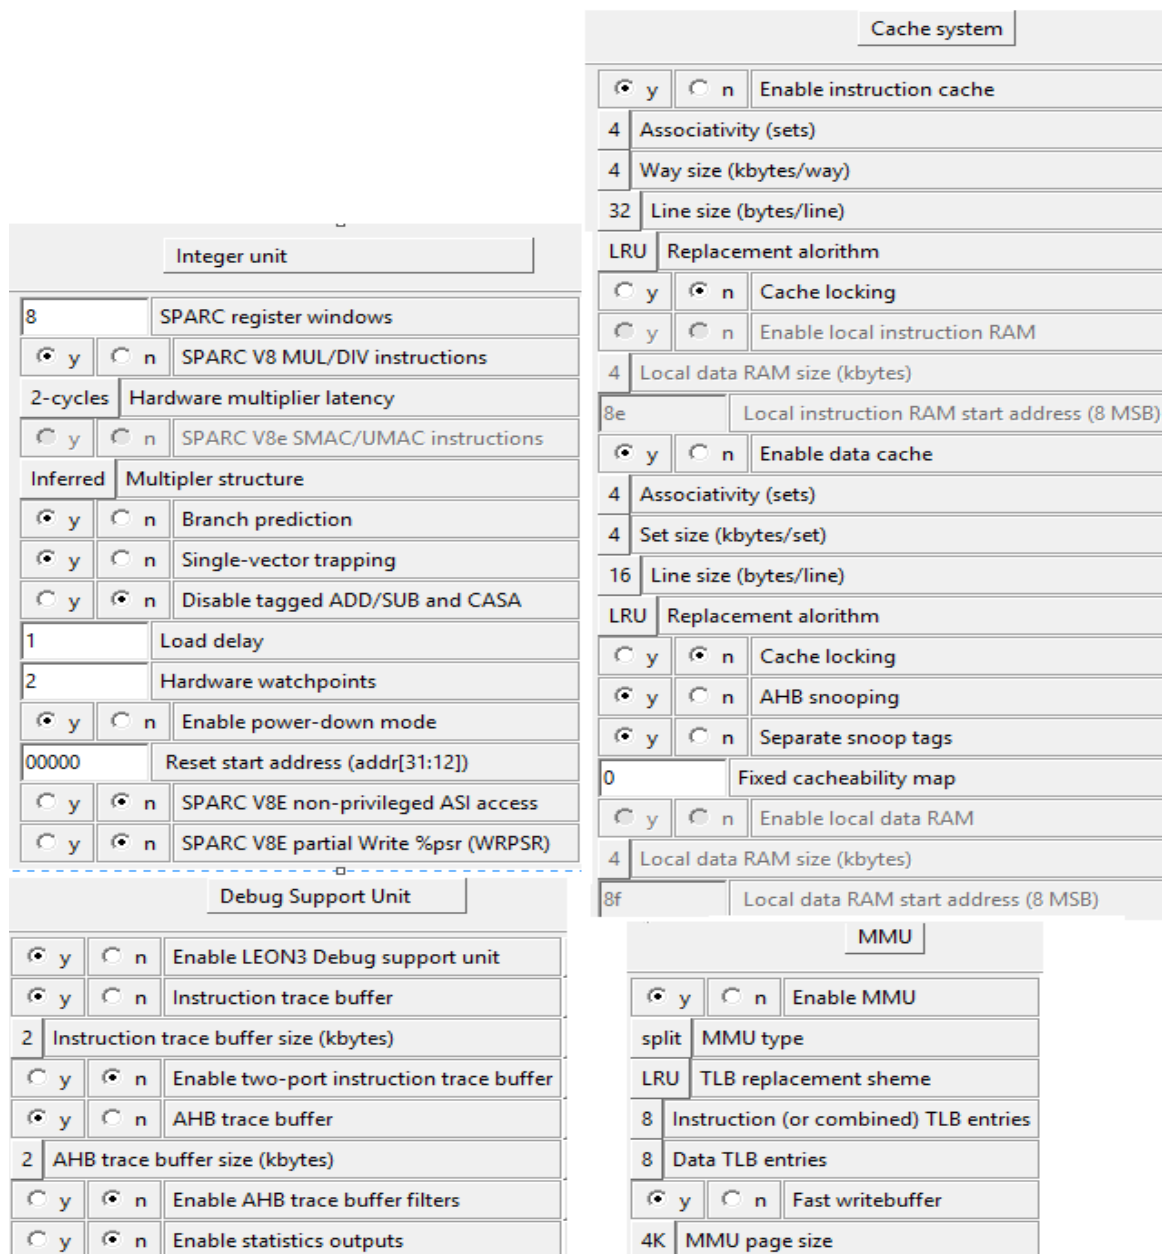 Integer unit
8 SPARC register windows
y n SPARC V8 MUL/DIV instructions
2-cycles Hardware multiplier latency
y n SPARC V8e SMAC/UMAC instructions
Inferred Multipler structure
y n Branch prediction
y n Single-vector trapping
y n Disable tagged ADD/SUB and CASA
1 Load delay
2 Hardware watchpoints
y n Enable power-down mode
00000 Reset start address (addr[31:12])
y n SPARC V8E non-privileged ASI access
y n SPARC V8E partial Write %psr (WRPSR)
Debug Support Unit
y n Enable LEON3 Debug support unit
y n Instruction trace buffer
2 Instruction trace buffer size (kbytes)
y n Enable two-port instruction trace buffer
y n AHB trace buffer
2 AHB trace buffer size (kbytes)
y n Enable AHB trace buffer filters
y n Enable statistics outputs
Cache system
y n Enable instruction cache
4 Associativity (sets)
4 Way size (kbytes/way)
32 Line size (bytes/line)
LRU Replacement alorithm
y n Cache locking
y n Enable local instruction RAM
4 Local data RAM size (kbytes)
8e Local instruction RAM start address (8 MSB)
y n Enable data cache
4 Associativity (sets)
4 Set size (kbytes/set)
16 Line size (bytes/line)
LRU Replacement alorithm
y n Cache locking
y n AHB snooping
y n Separate snoop tags
0 Fixed cacheability map
y n Enable local data RAM
4 Local data RAM size (kbytes)
8f Local data RAM start address (8 MSB)
MMU
y n Enable MMU
split MMU type
LRU TLB replacement sheme
8 Instruction (or combined) TLB entries
8 Data TLB entries
y n Fast writebuffer
4K MMU page size